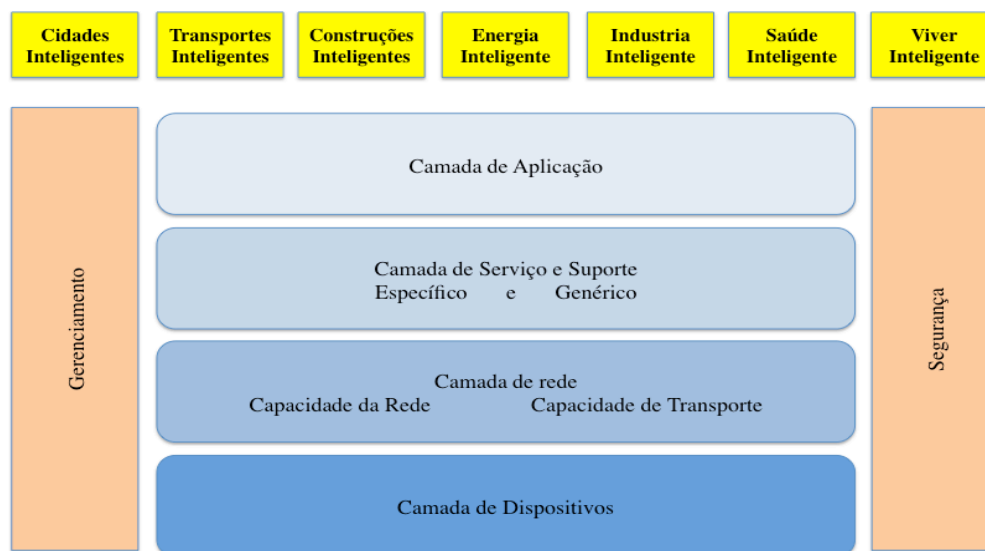 Cidades
Inteligentes
Transportes
Inteligentes
Construções
Inteligentes
Energia
Inteligente
Industria
Inteligente
Saúde
Inteligente
Viver
Inteligente
Gerenciamento
Camada de Aplicação
Camada de Serviço e Suporte
Específico e Genérico
Camada de rede
Capacidade da Rede Capacidade de Transporte
Camada de Dispositivos
Segurança